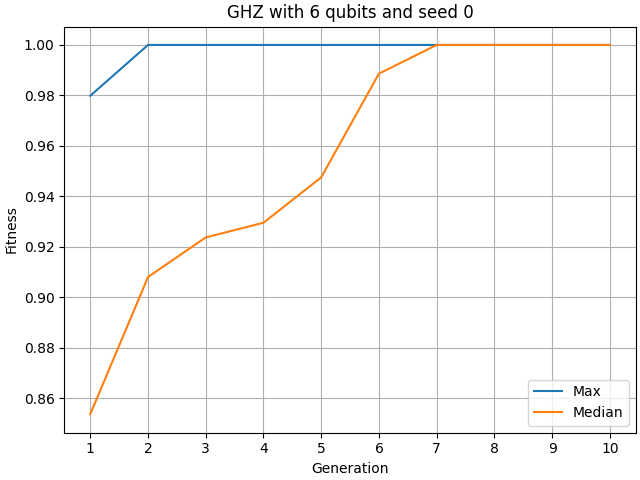 GHZ with 6 qubits and seed 0
1.00
0.98
0.96
0.94
0.92
0.90
0.88
0.86
Fitness
1 2 3 4 5 6 7 8 9 10
Generation
Max
Median